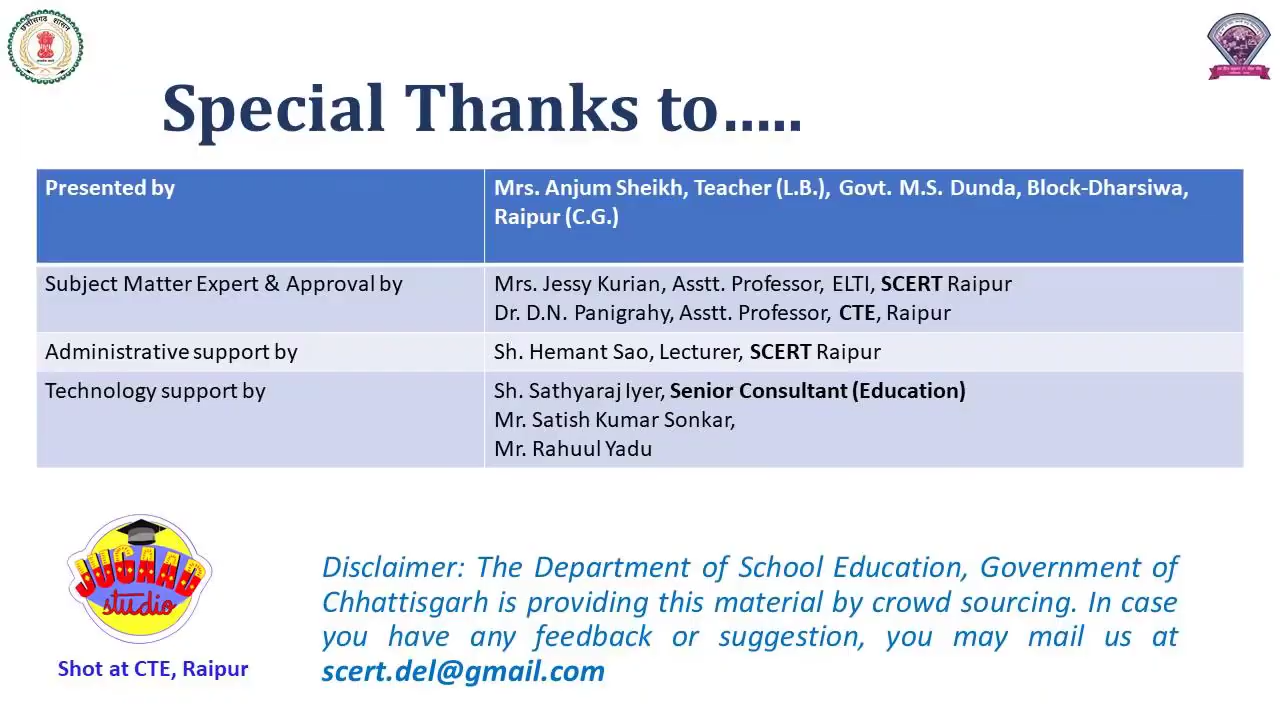 छत्तीसगढ़ शासन
Special Thanks to.....
Presented by
Mrs. Anjum Sheikh, Teacher (L.B.), Govt. M.S. Dunda, Block-Dharsiwa,
Raipur (C.G.)
Subject Matter Expert & Approval by
Mrs. Jessy Kurian, Asstt. Professor, ELTI, SCERT Raipur
Dr. D.N. Panigrahy, Asstt. Professor, CTE, Raipur
Administrative support by
Sh. Hemant Sao, Lecturer, SCERT Raipur
Technology support by
Sh. Sathyaraj Iyer, Senior Consultant (Education)
Mr. Satish Kumar Sonkar,
Mr. Rahuul Yadu
JUGAAD
studio
Shot at CTE, Raipur
Disclaimer: The Department of School Education, Government of
Chhattisgarh is providing this material by crowd sourcing. In case
you have any feedback or suggestion, you may mail us at
scert.del@gmail.com